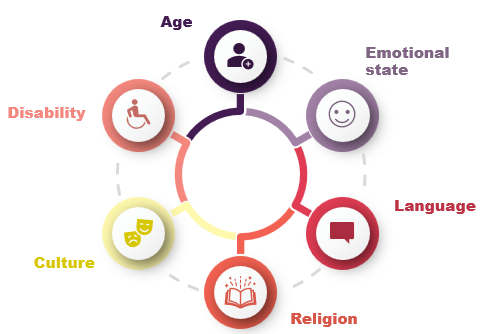 Age
Emotional
state
Disability
Language
Culture
Religion